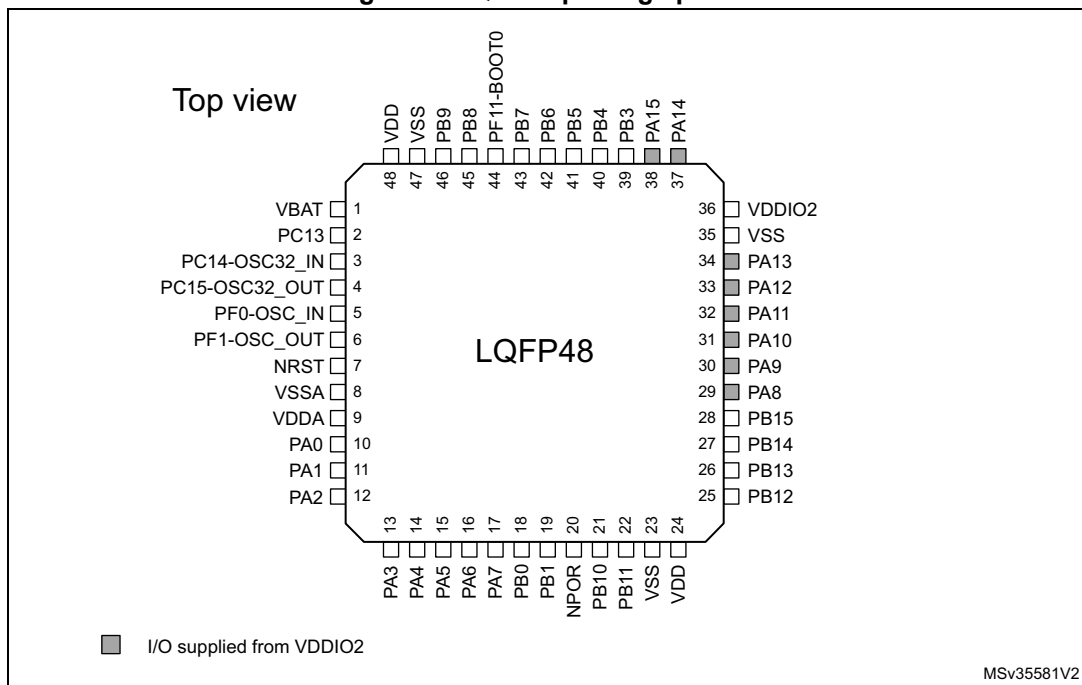 Top view
48 VDD
47 VSS
46 PB9
45 PB8
44 PF11-BOOT0
43 PB7
42 PB6
41 PB5
40 PB4
39 PB3
38 PA15
37 PA14
VBAT 1
PC13 2
PC14-OSC32_IN 3
PC15-OSC32_OUT 4
PF0-OSC_IN 5
PF1-OSC_OUT 6
NRST 7
VSSA 8
VDDA 9
PA0 10
PA1 11
PA2 12
LQFP48
36 VDDIO2
35 VSS
34 PA13
33 PA12
32 PA11
31 PA10
30 PA9
29 PA8
28 PB15
27 PB14
26 PB13
25 PB12
PA3 13
PA4 14
PA5 15
PA6 16
PA7 17
PB0 18
PB1 19
NPOR 20
PB10 21
PB11 22
VSS 23
VDD 24
I/O supplied from VDDIO2
MSv35581V2